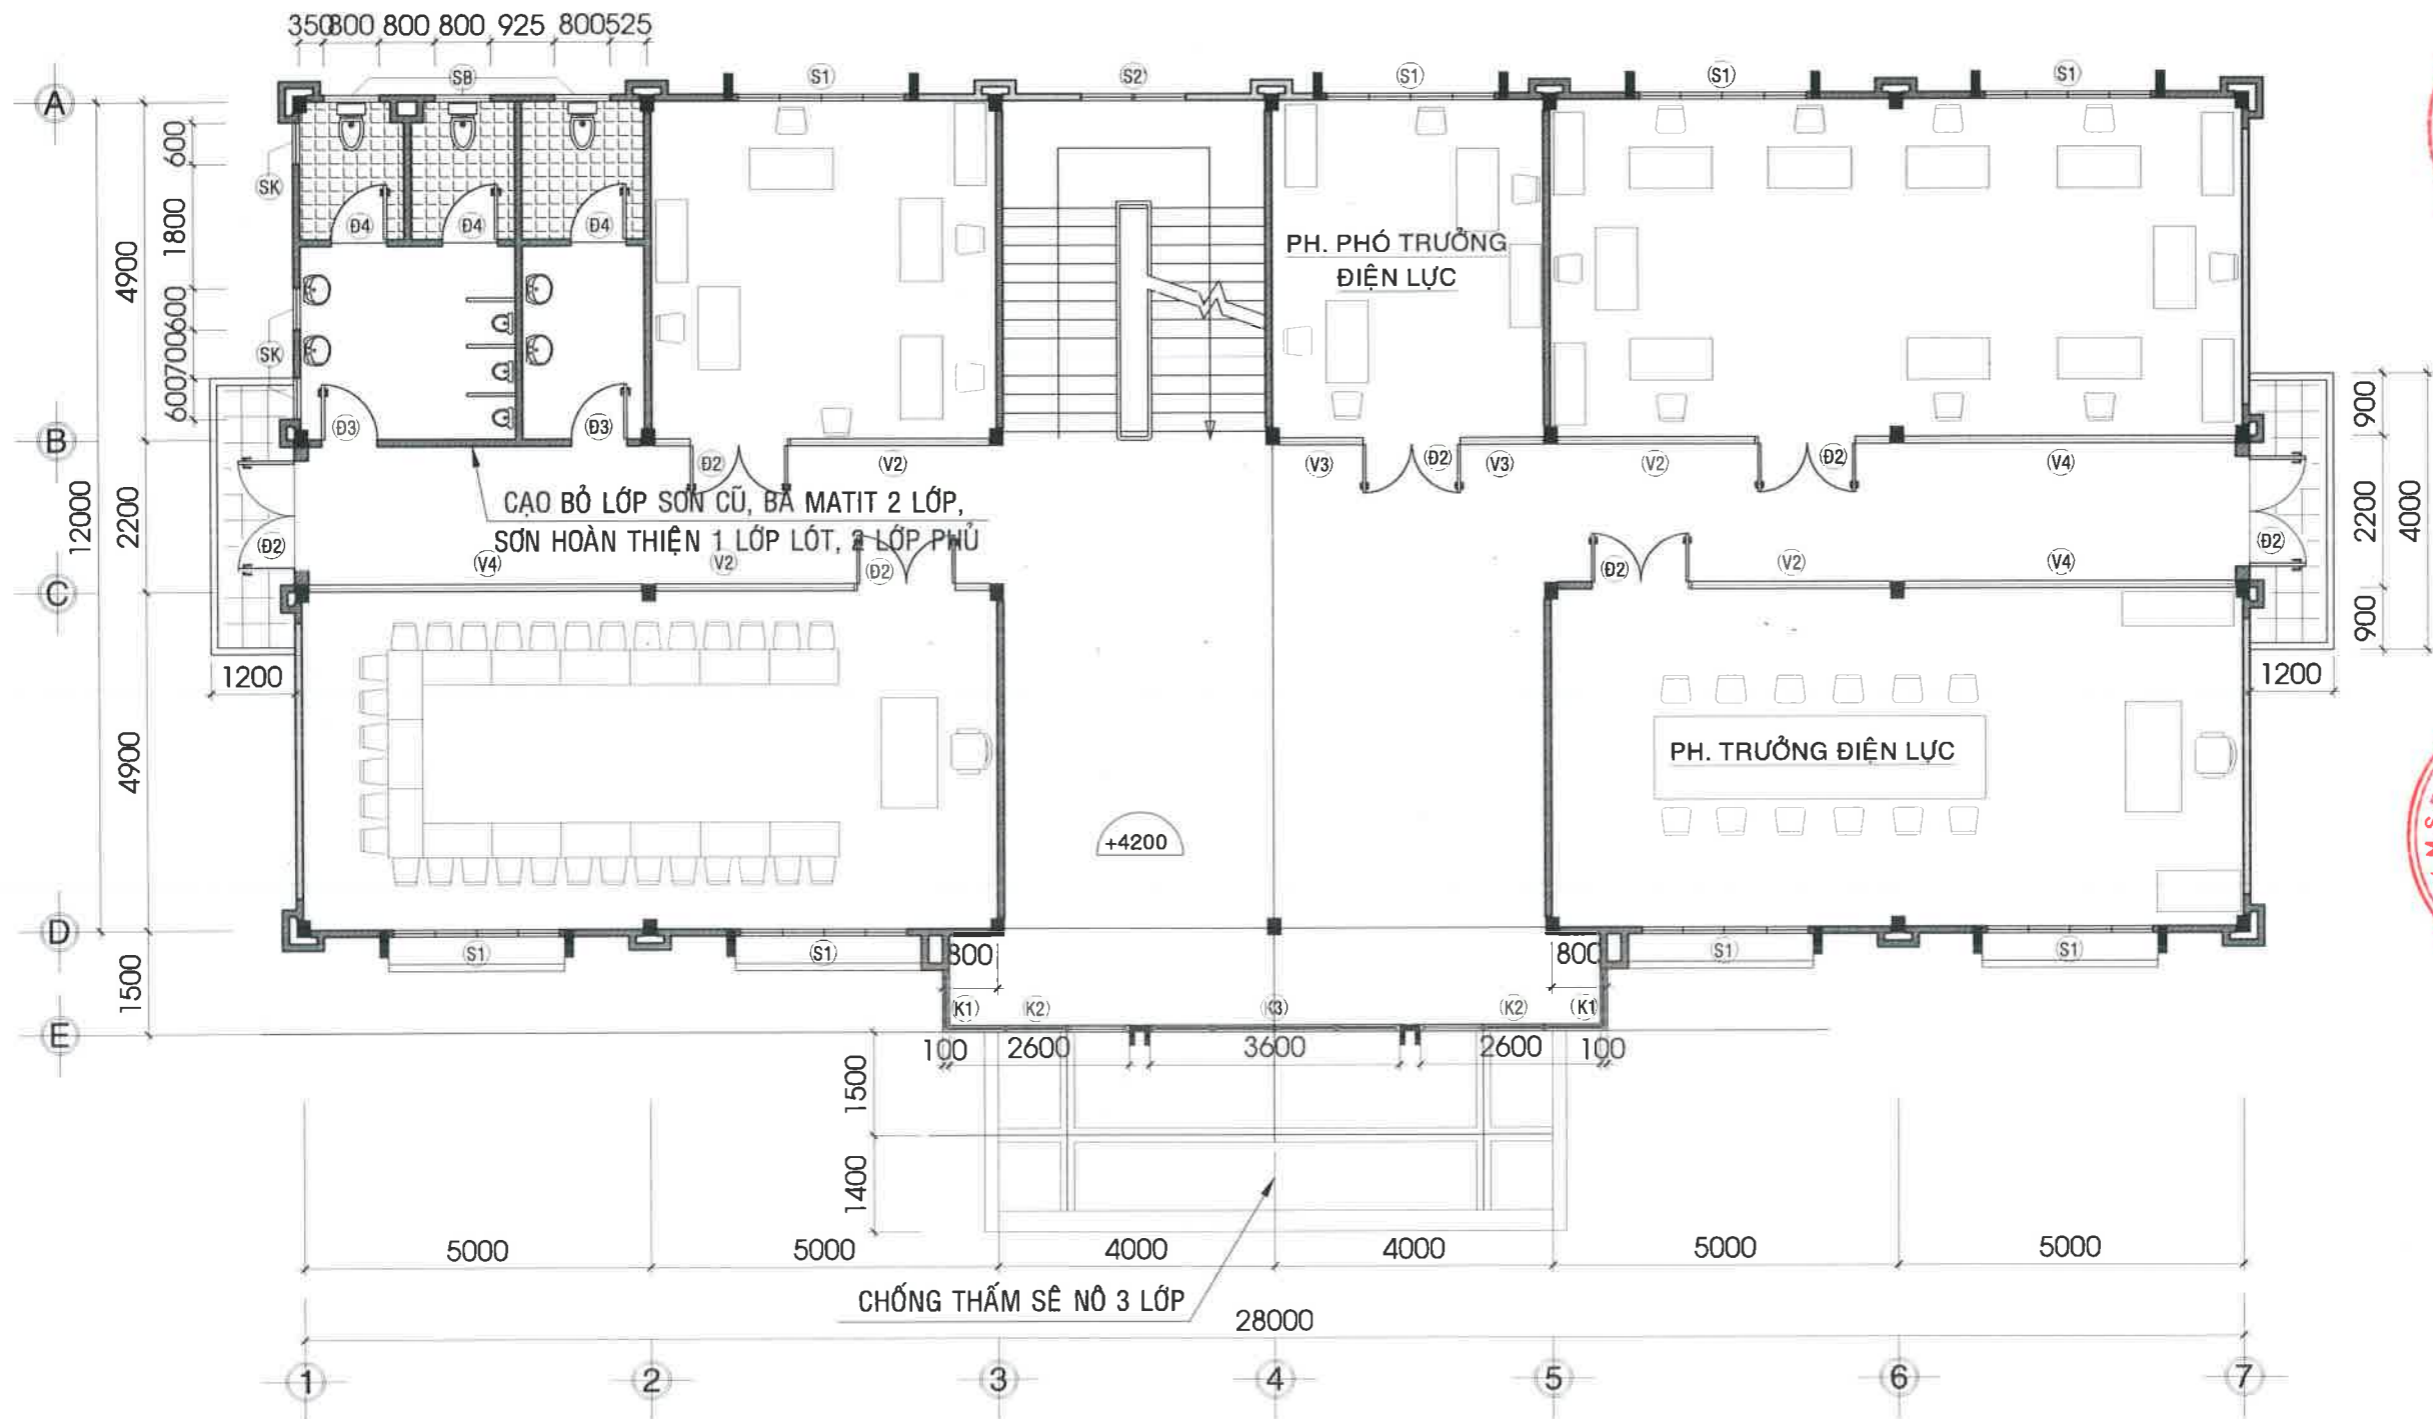 350 800 800 800 925 800 525
SB
S1
S2
S1
S1
S1
A
600
SK
1800
4900
Đ4
Đ4
Đ4
PH. PHÓ TRƯỞNG
ĐIỆN LỰC
600
SK
700
600
900
B
Đ3
Đ3
Đ2
V2
V3
Đ2
V3
V2
Đ2
V4
CẠO BỎ LỚP SƠN CŨ, BẢ MATIT 2 LỚP,
SƠN HOÀN THIỆN 1 LỚP LÓT, 2 LỚP PHỦ
12000
2200
Đ2
V4
V2
Đ2
Đ2
V2
V4
Đ2
2200
4000
C
900
1200
1200
4900
PH. TRƯỞNG ĐIỆN LỰC
+4200
D
S1
S1
800
800
S1
S1
1500
K1
K2
K3
K2
K1
E
100
2600
3600
2600
100
1500
1400
5000
5000
4000
4000
5000
5000
CHỐNG THẤM SÊ NÔ 3 LỚP
28000
1
2
3
4
5
6
7